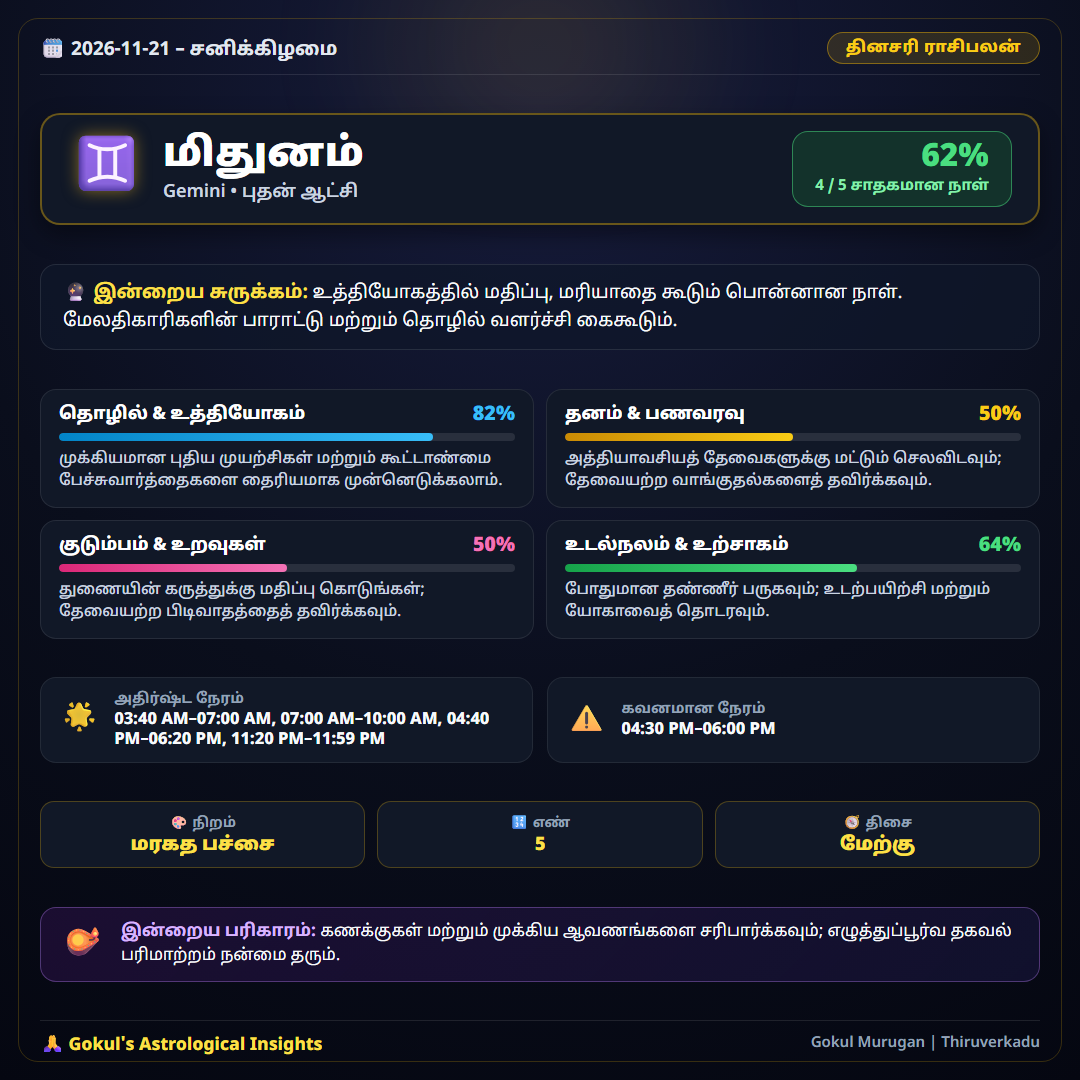 2026-11-21 – சனிக்கிழமை
தினசரி ராசிபலன்
மிதுனம்
Gemini • புதன் ஆட்சி
62%
4 / 5 சாதகமான நாள்
இன்றைய சுருக்கம்: உத்தியோகத்தில் மதிப்பு, மரியாதை கூடும் பொன்னான நாள்.
மேலதிகாரிகளின் பாராட்டு மற்றும் தொழில் வளர்ச்சி கைகூடும்.
தொழில் & உத்தியோகம் 82%
முக்கியமான புதிய முயற்சிகள் மற்றும் கூட்டாண்மை
பேச்சுவார்த்தைகளை தைரியமாக முன்னெடுக்கலாம்.
தனம் & பணவரவு 50%
அத்தியாவசியத் தேவைகளுக்கு மட்டும் செலவிடவும்;
தேவையற்ற வாங்குதல்களைத் தவிர்க்கவும்.
குடும்பம் & உறவுகள் 50%
துணையின் கருத்துக்கு மதிப்பு கொடுங்கள்;
தேவையற்ற பிடிவாதத்தைத் தவிர்க்கவும்.
உடல்நலம் & உற்சாகம் 64%
போதுமான தண்ணீர் பருகவும்; உடற்பயிற்சி மற்றும்
யோகாவைத் தொடரவும்.
அதிர்ஷ்ட நேரம்
03:40 AM–07:00 AM, 07:00 AM–10:00 AM, 04:40
PM–06:20 PM, 11:20 PM–11:59 PM
கவனமான நேரம்
04:30 PM–06:00 PM
நிறம்
மரகத பச்சை
எண்
5
திசை
மேற்கு
இன்றைய பரிகாரம்: கணக்குகள் மற்றும் முக்கிய ஆவணங்களை சரிபார்க்கவும்; எழுத்துப்பூர்வ தகவல்
பரிமாற்றம் நன்மை தரும்.
Gokul's Astrological Insights
Gokul Murugan | Thiruverkadu